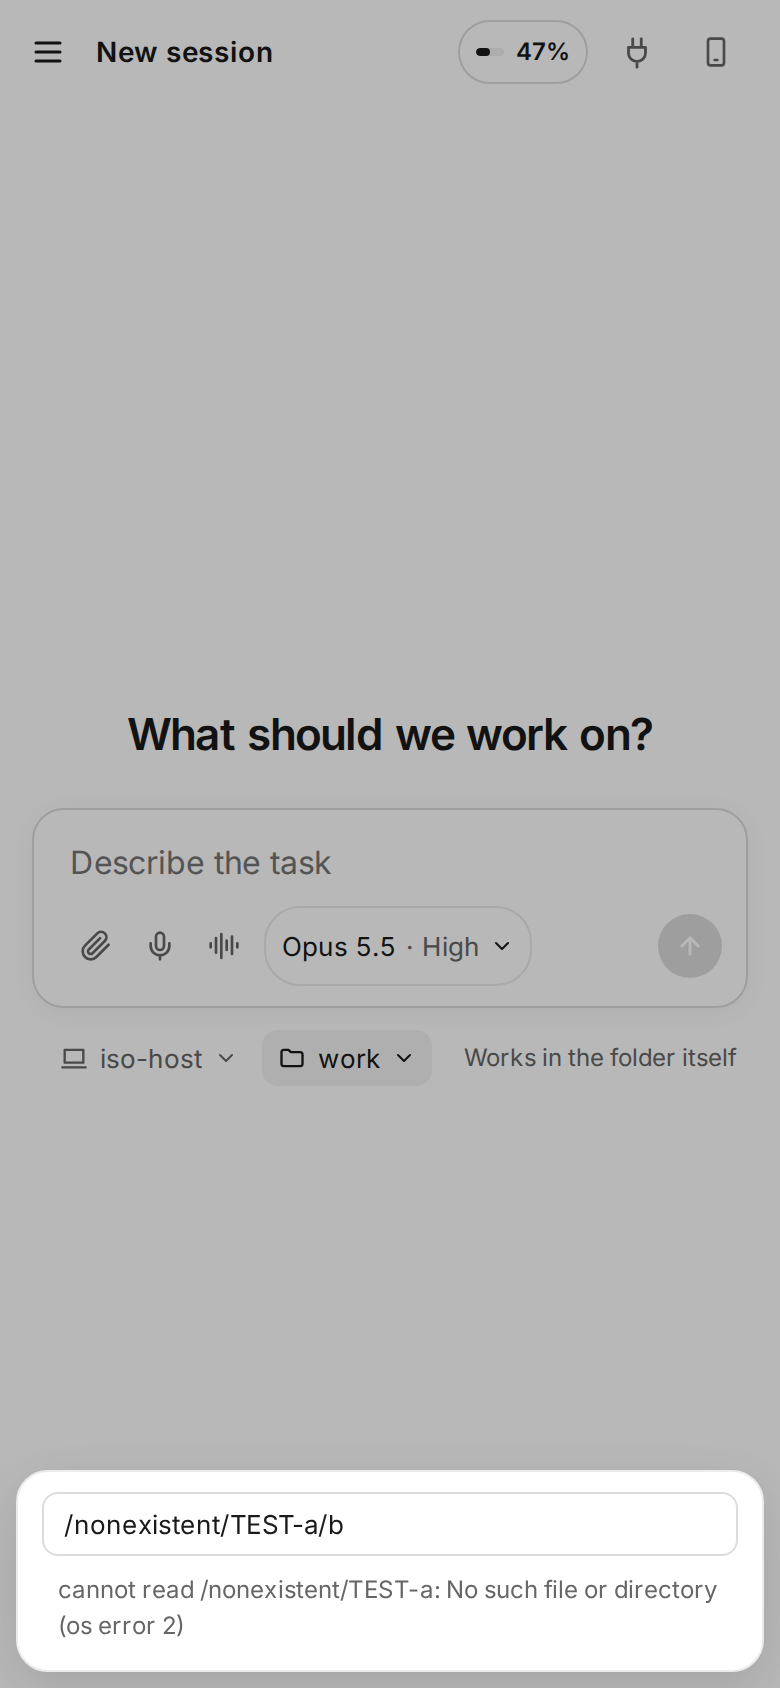 New session
47%
What should we work on?
Describe the task
Opus 5.5 · High
iso-host
work
Works in the folder itself
/nonexistent/TEST-a/b
cannot read /nonexistent/TEST-a: No such file or directory
(os error 2)